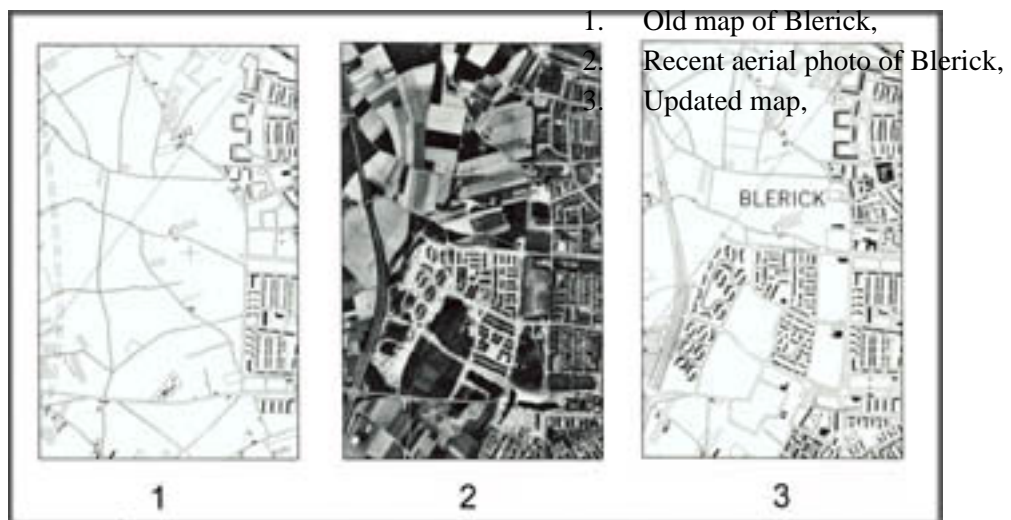 1. Old map of Blerick,
2. Recent aerial photo of Blerick,
3. Updated map,
BLERICK
1
2
3